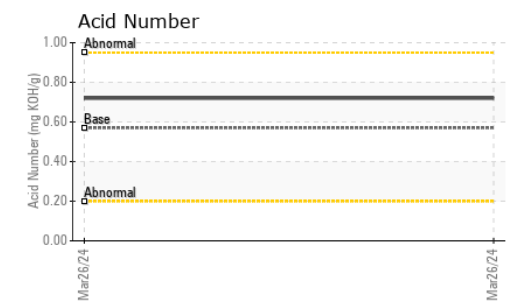 Acid Number
Acid Number (mg KOH/g)
1.00
Abnormal
0.80
0.60
Base
0.40
0.20
Abnormal
0.00
Mar26/24
Mar26/24